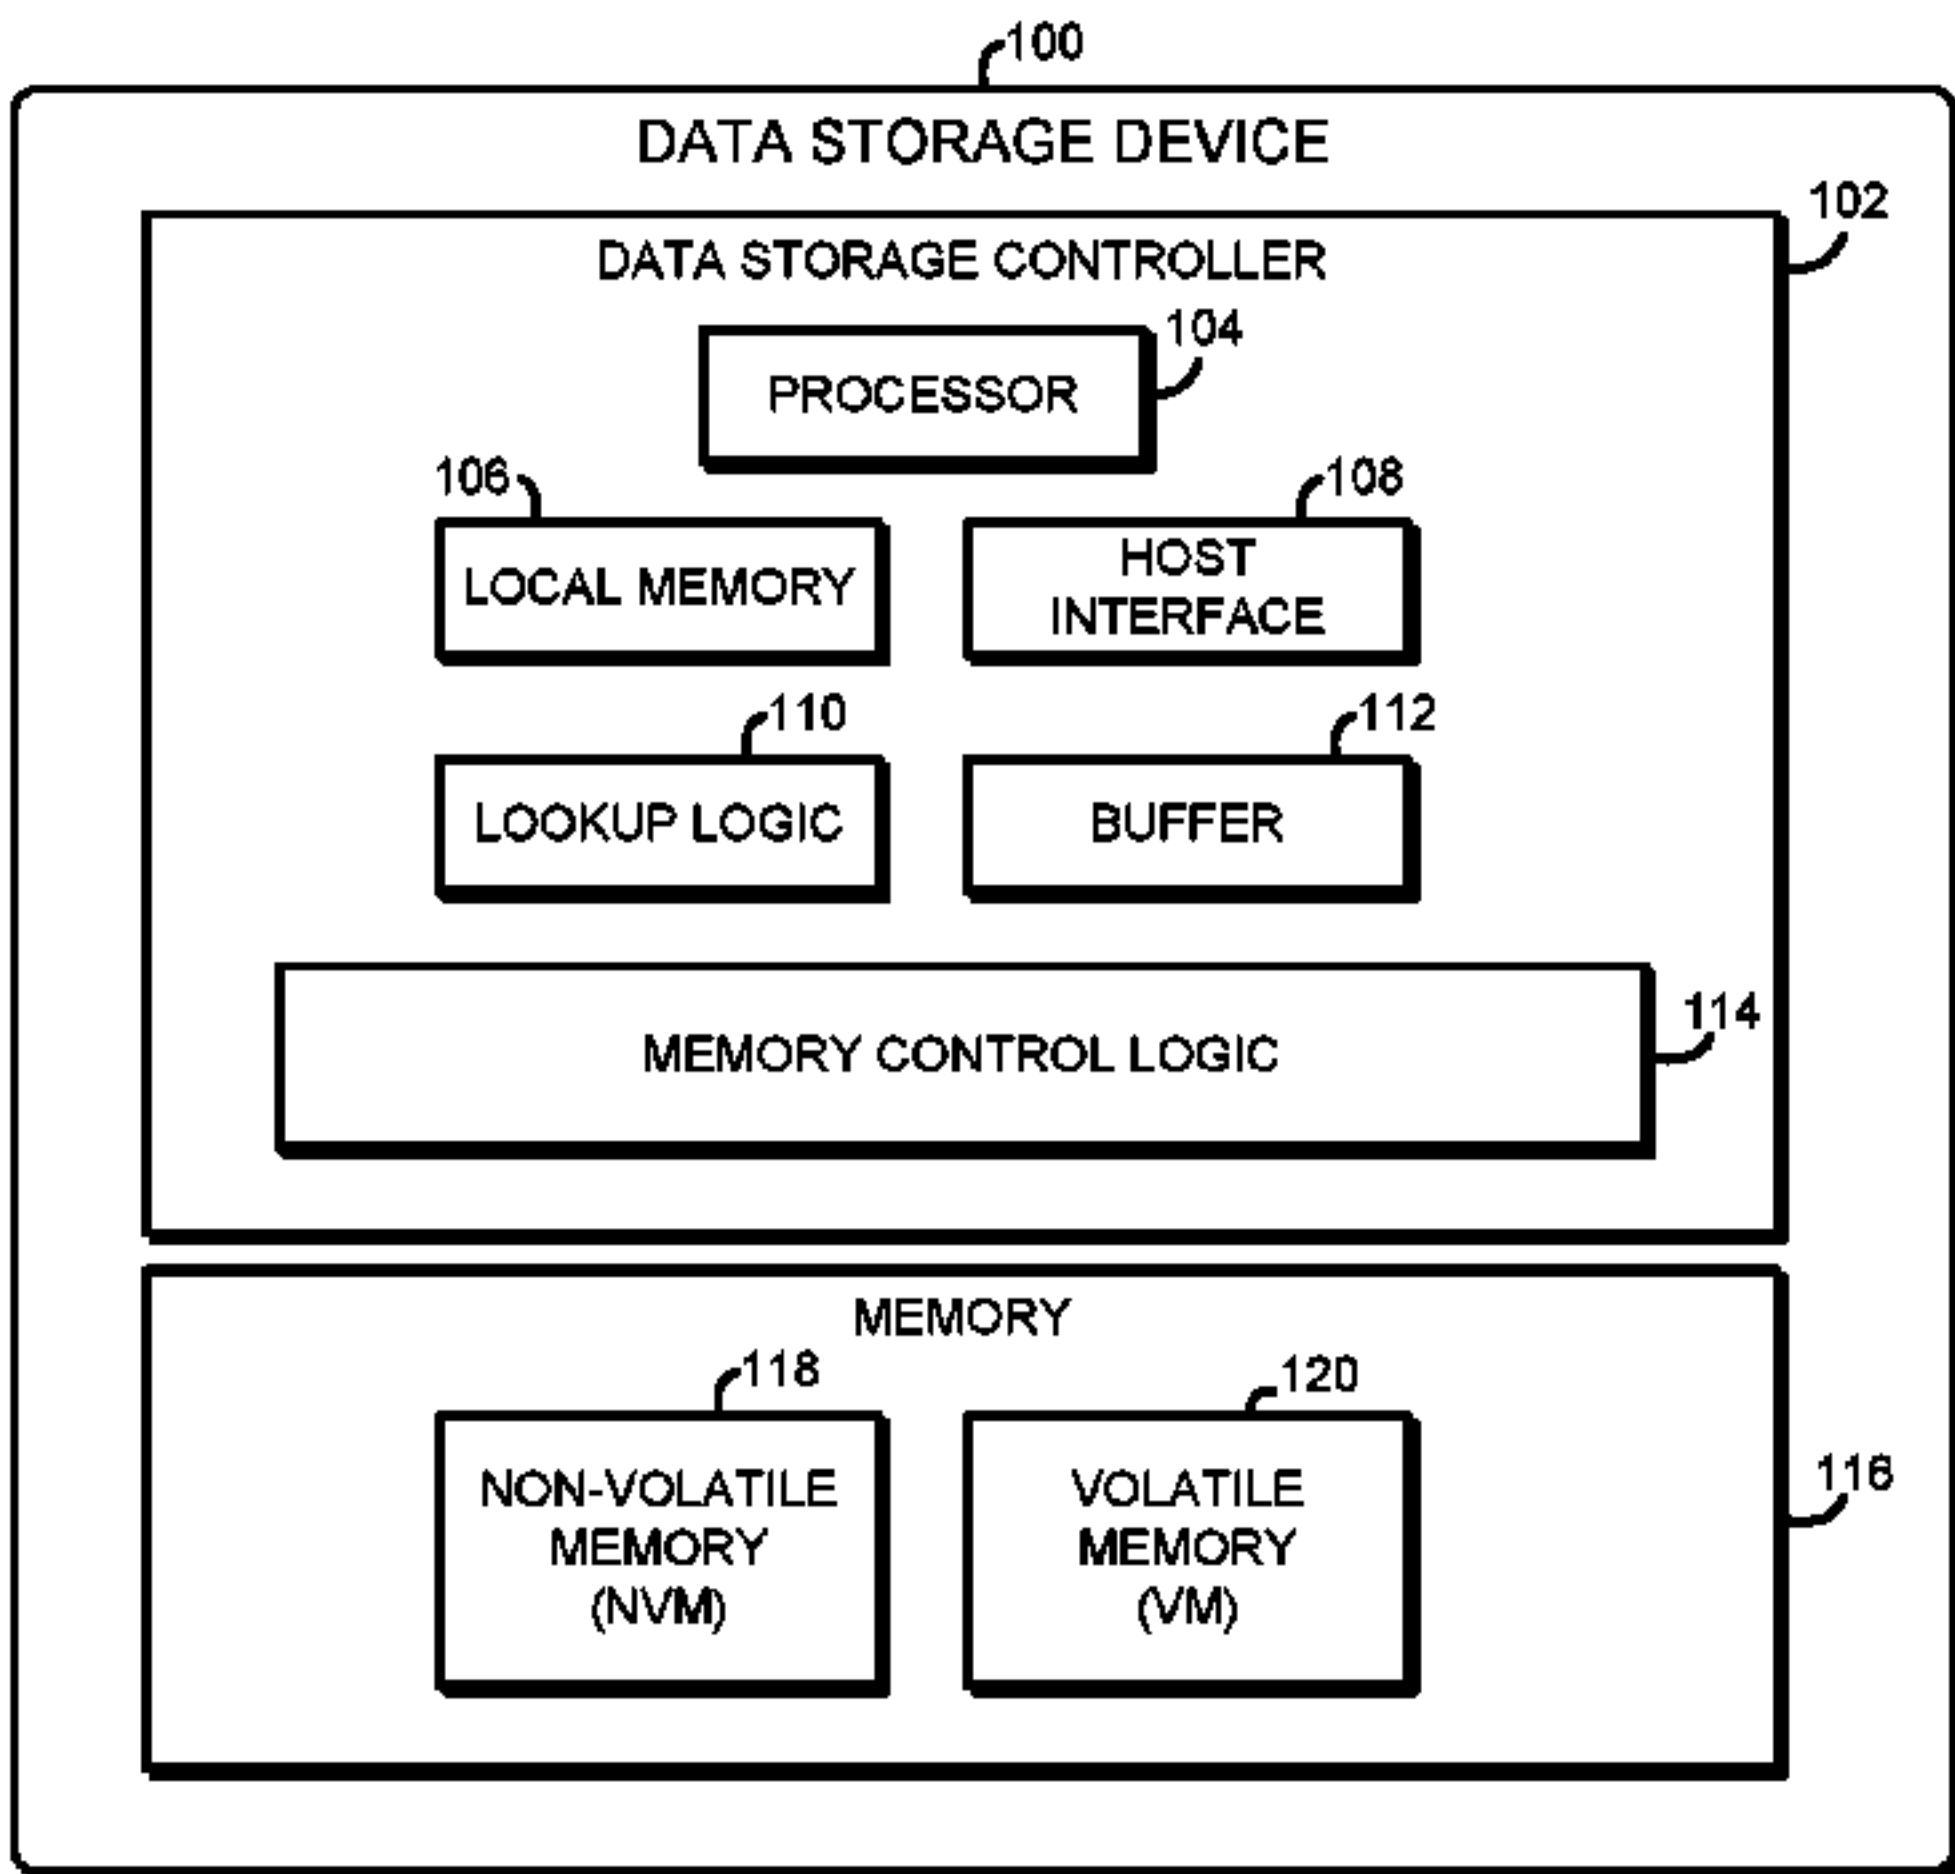 100
DATA STORAGE DEVICE
102
DATA STORAGE CONTROLLER
104
PROCESSOR
106
108
LOCAL MEMORY
HOST
INTERFACE
110
112
LOOKUP LOGIC
BUFFER
114
MEMORY CONTROL LOGIC
MEMORY
118
120
116
NON-VOLATILE
MEMORY
(NVM)
VOLATILE
MEMORY
(VM)